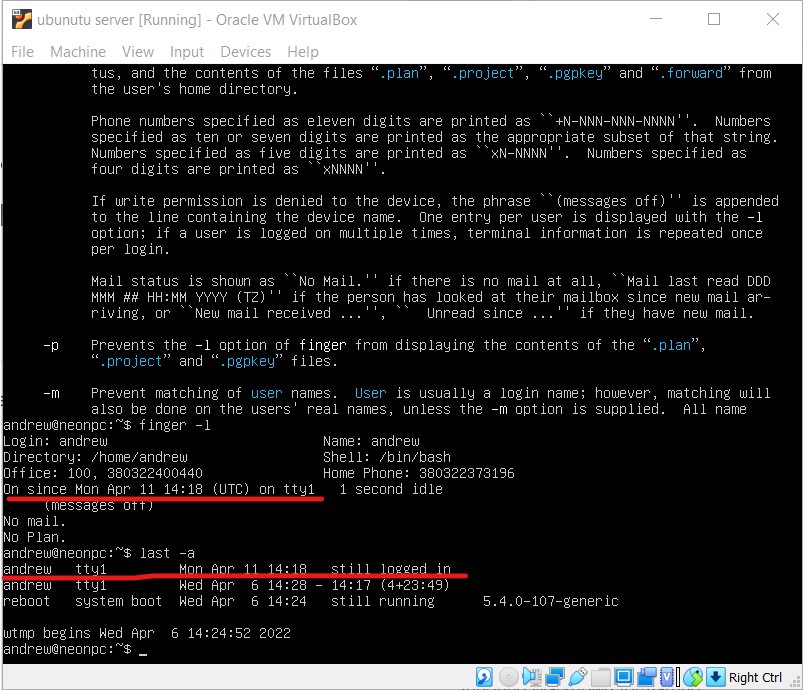 ubunutu server [Running] - Oracle VM VirtualBox
File Machine View Input Devices Help
tus, and the contents of the files “.plan”, “.project”, “.pgpkey” and “.forward” from
the user's home directory.
Phone numbers specified as eleven digits are printed as ``+N-NNN-NNN-NNNN''. Numbers
specified as ten or seven digits are printed as the appropriate subset of that string.
Numbers specified as five digits are printed as ``xN-NNNN''. Numbers specified as
four digits are printed as ``xNNNN''.
If write permission is denied to the device, the phrase ``(messages off)'' is appended
to the line containing the device name. One entry per user is displayed with the -l
option; if a user is logged on multiple times, terminal information is repeated once
per login.
Mail status is shown as ``No Mail.'' if there is no mail at all, ``Mail last read DDD
MMM ## HH:MM YYYY (TZ)'' if the person has looked at their mailbox since new mail ar-
riving, or ``New mail received ...'', `` Unread since ...'' if they have new mail.
-p Prevents the -l option of finger from displaying the contents of the “.plan”,
“.project” and “.pgpkey” files.
-m Prevent matching of user names. User is usually a login name; however, matching will
also be done on the users' real names, unless the -m option is supplied. All name
andrew@neonpc:~$ finger -l
Login: andrew Name: andrew
Directory: /home/andrew Shell: /bin/bash
Office: 100, 380322400440 Home Phone: 380322373196
On since Mon Apr 11 14:18 (UTC) on tty1 1 second idle
(messages off)
No mail.
No Plan.
andrew@neonpc:~$ last -a
andrew tty1 Mon Apr 11 14:18 still logged in
andrew tty1 Wed Apr 6 14:28 - 14:17 (4+23:49)
reboot system boot Wed Apr 6 14:24 still running 5.4.0-107-generic
wtmp begins Wed Apr 6 14:24:52 2022
andrew@neonpc:~$ _
Right Ctrl